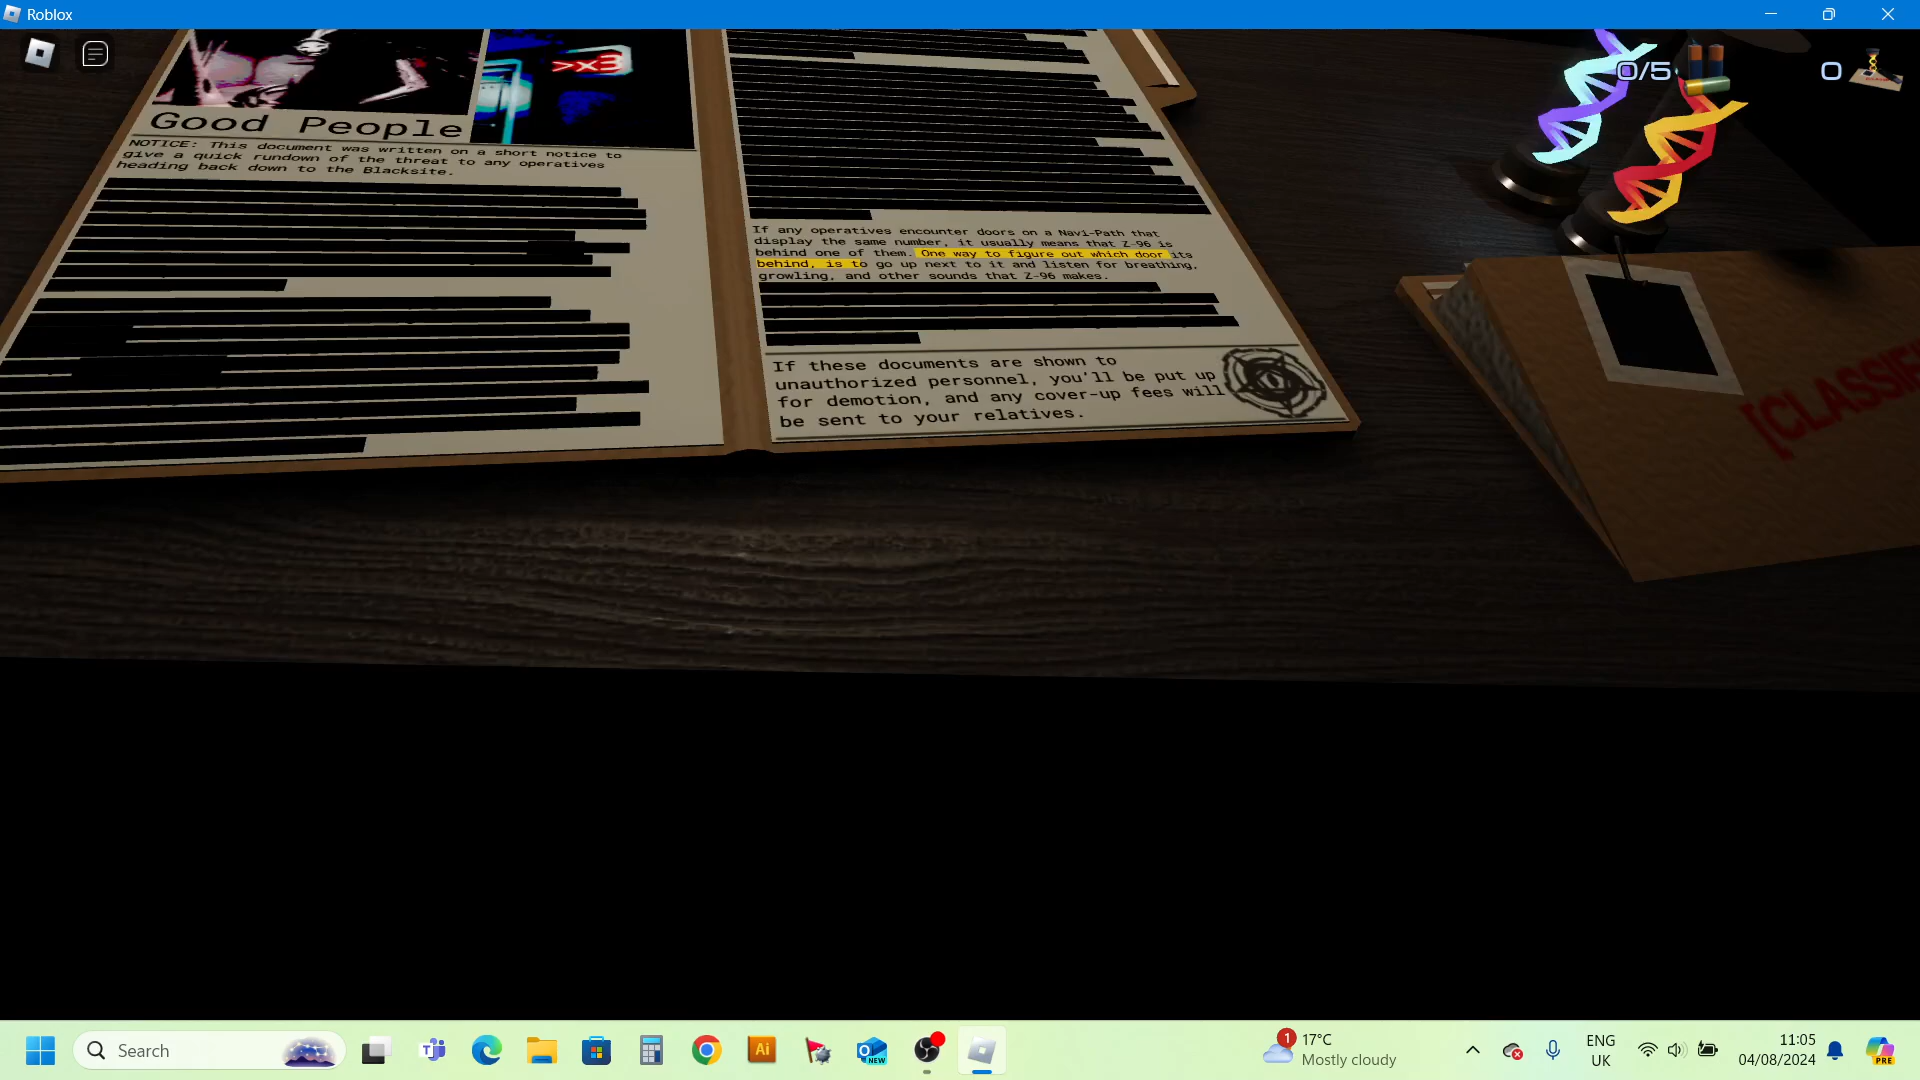 Roblox
>x3
Good People
NOTICE: This document was written on a short notice to
give a quick rundown of the threat to any operatives
heading back down to the Blacksite.
If any operatives encounter doors on a Navi-Path that
display the same number, it usually means that Z-96 is
behind one of them. One way to figure out which door its
behind, is to go up next to it and listen for breathing,
growling, and other sounds that Z-96 makes.
If these documents are shown to
unauthorized personnel, you'll be put up
for demotion, and any cover-up fees will
be sent to your relatives.
0/5
0
Search
Ai
NEW
1
17°C
Mostly cloudy
ENG
UK
11:05
04/08/2024
PRE